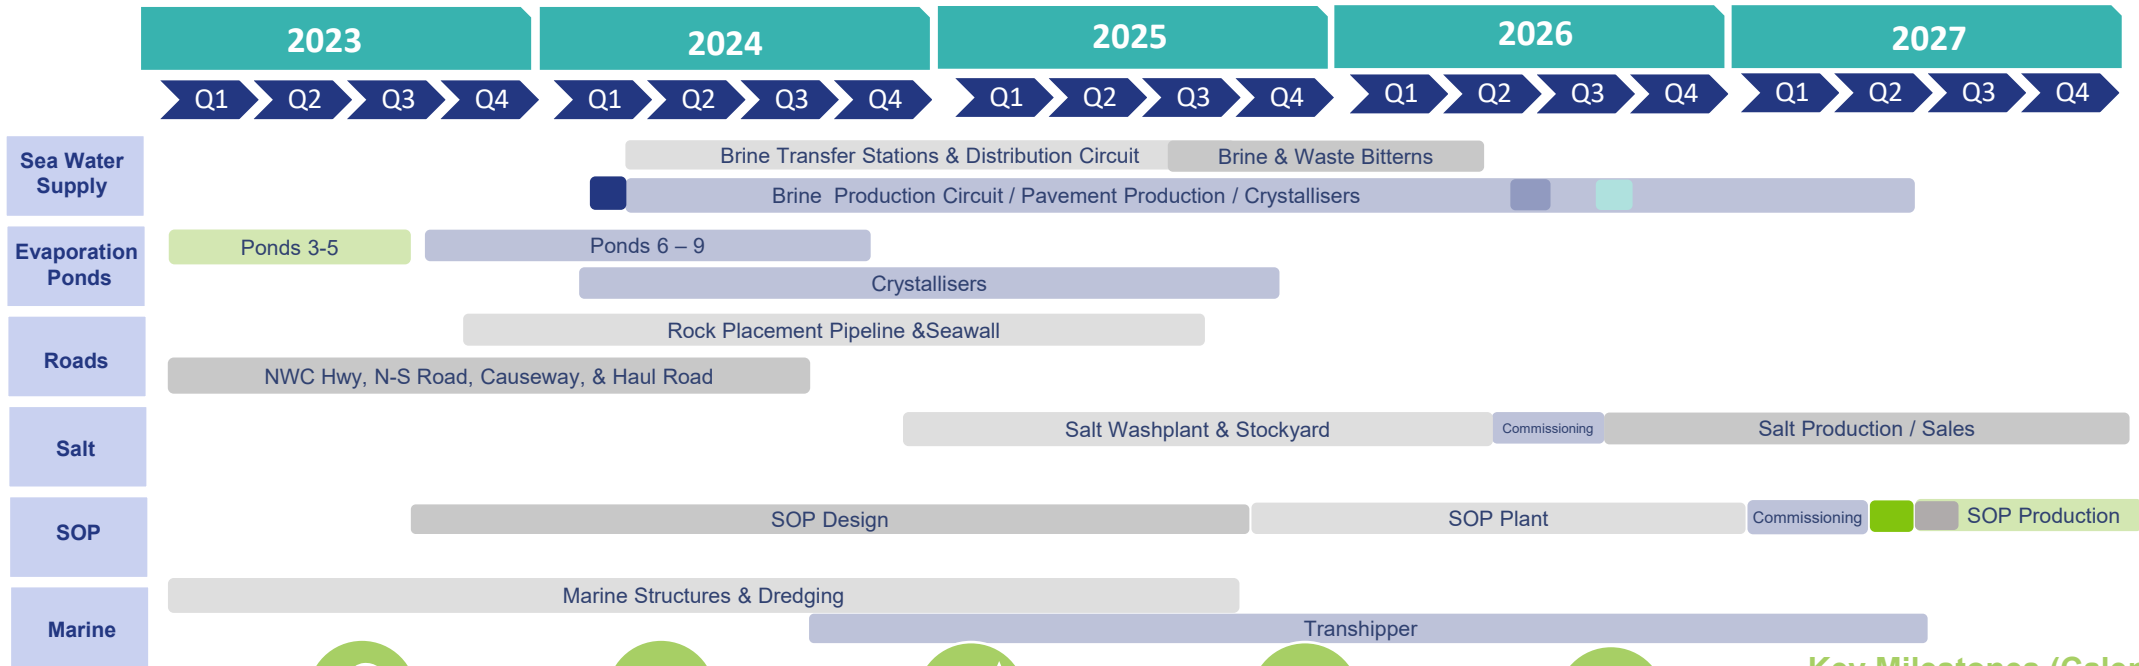 2023 2024 2025 2026 2027
Q1 Q2 Q3 Q4 Q1 Q2 Q3 Q4 Q1 Q2 Q3 Q4 Q1 Q2 Q3 Q4 Q1 Q2 Q3 Q4
Sea Water
Supply
Brine Transfer Stations & Distribution Circuit
Brine & Waste Bitterns
Brine Production Circuit / Pavement Production / Crystallisers
Evaporation
Ponds
Ponds 3-5
Ponds 6 – 9
Crystallisers
Roads
Rock Placement Pipeline &Seawall
NWC Hwy, N-S Road, Causeway, & Haul Road
Salt
Salt Washplant & Stockyard
Commissioning
Salt Production / Sales
SOP
SOP Design
SOP Plant
Commissioning
SOP Production
Marine
Marine Structures & Dredging
Transhipper
Key Milestones